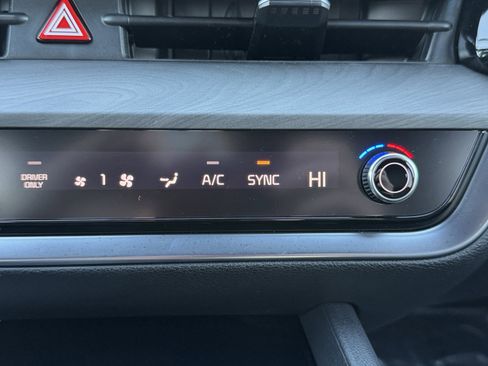 DRIVER ONLY
1
A/C
SYNC
HI